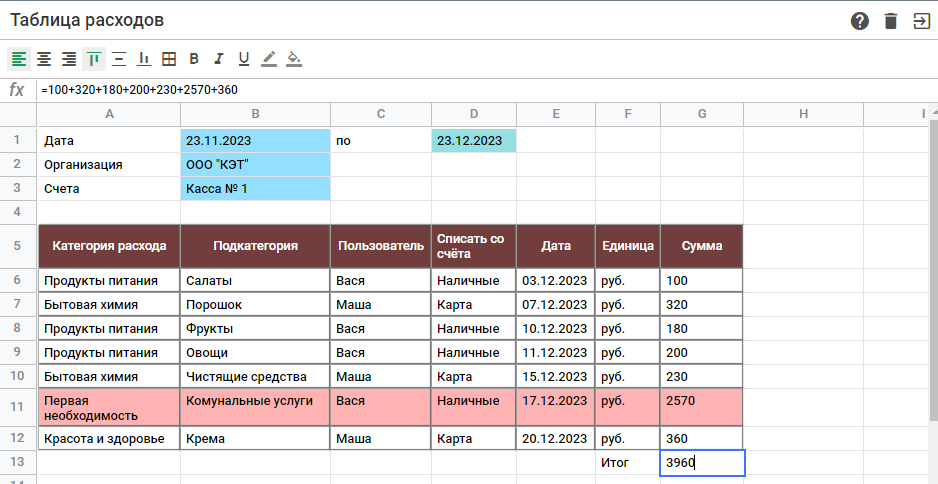 Таблица расходов
B I U
fx =100+320+180+200+230+2570+360
A B C D E F G H I
1 Дата 23.11.2023 по 23.12.2023
2 Организация ООО "КЭТ"
3 Счета Касса № 1
4
5 Категория расхода Подкатегория Пользователь Списать со счёта Дата Единица Сумма
6 Продукты питания Салаты Вася Наличные 03.12.2023 руб. 100
7 Бытовая химия Порошок Маша Карта 07.12.2023 руб. 320
8 Продукты питания Фрукты Вася Наличные 10.12.2023 руб. 180
9 Продукты питания Овощи Вася Наличные 11.12.2023 руб. 200
10 Бытовая химия Чистящие средства Маша Карта 15.12.2023 руб. 230
11 Первая необходимость Комунальные услуги Вася Наличные 17.12.2023 руб. 2570
12 Красота и здоровье Крема Маша Карта 20.12.2023 руб. 360
13 Итог 3960